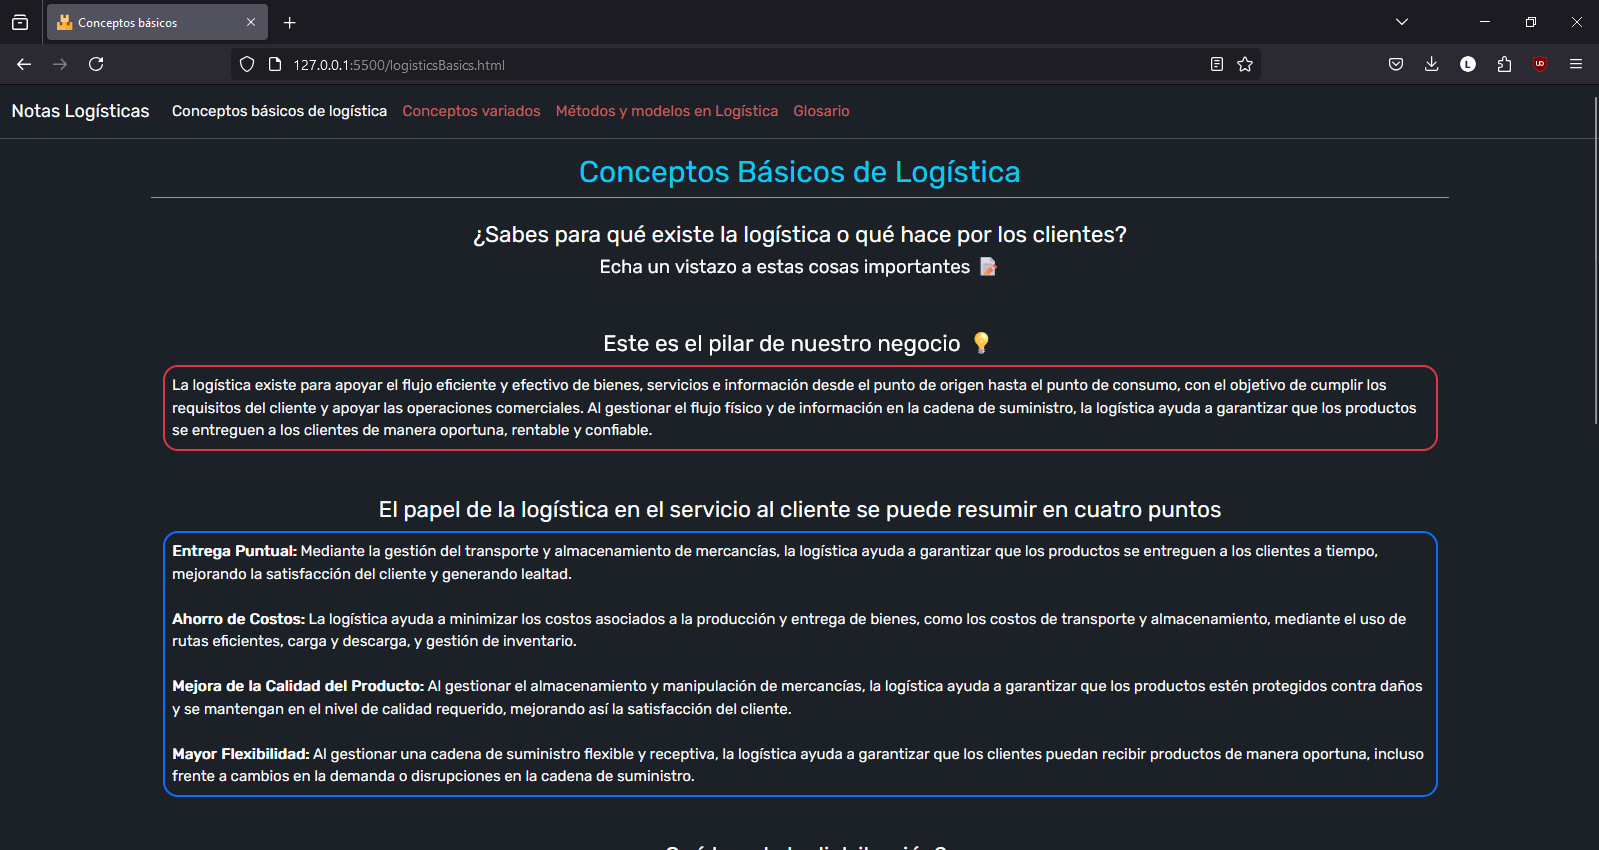 Conceptos básicos
127.0.0.1:5500/logisticsBasics.html
Notas Logísticas Conceptos básicos de logística Conceptos variados Métodos y modelos en Logística Glosario
Conceptos Básicos de Logística
¿Sabes para qué existe la logística o qué hace por los clientes?
Echa un vistazo a estas cosas importantes
Este es el pilar de nuestro negocio
La logística existe para apoyar el flujo eficiente y efectivo de bienes, servicios e información desde el punto de origen hasta el punto de consumo, con el objetivo de cumplir los
requisitos del cliente y apoyar las operaciones comerciales. Al gestionar el flujo físico y de información en la cadena de suministro, la logística ayuda a garantizar que los productos
se entreguen a los clientes de manera oportuna, rentable y confiable.
El papel de la logística en el servicio al cliente se puede resumir en cuatro puntos
Entrega Puntual: Mediante la gestión del transporte y almacenamiento de mercancías, la logística ayuda a garantizar que los productos se entreguen a los clientes a tiempo,
mejorando la satisfacción del cliente y generando lealtad.
Ahorro de Costos: La logística ayuda a minimizar los costos asociados a la producción y entrega de bienes, como los costos de transporte y almacenamiento, mediante el uso de
rutas eficientes, carga y descarga, y gestión de inventario.
Mejora de la Calidad del Producto: Al gestionar el almacenamiento y manipulación de mercancías, la logística ayuda a garantizar que los productos estén protegidos contra daños
y se mantengan en el nivel de calidad requerido, mejorando así la satisfacción del cliente.
Mayor Flexibilidad: Al gestionar una cadena de suministro flexible y receptiva, la logística ayuda a garantizar que los clientes puedan recibir productos de manera oportuna, incluso
frente a cambios en la demanda o disrupciones en la cadena de suministro.